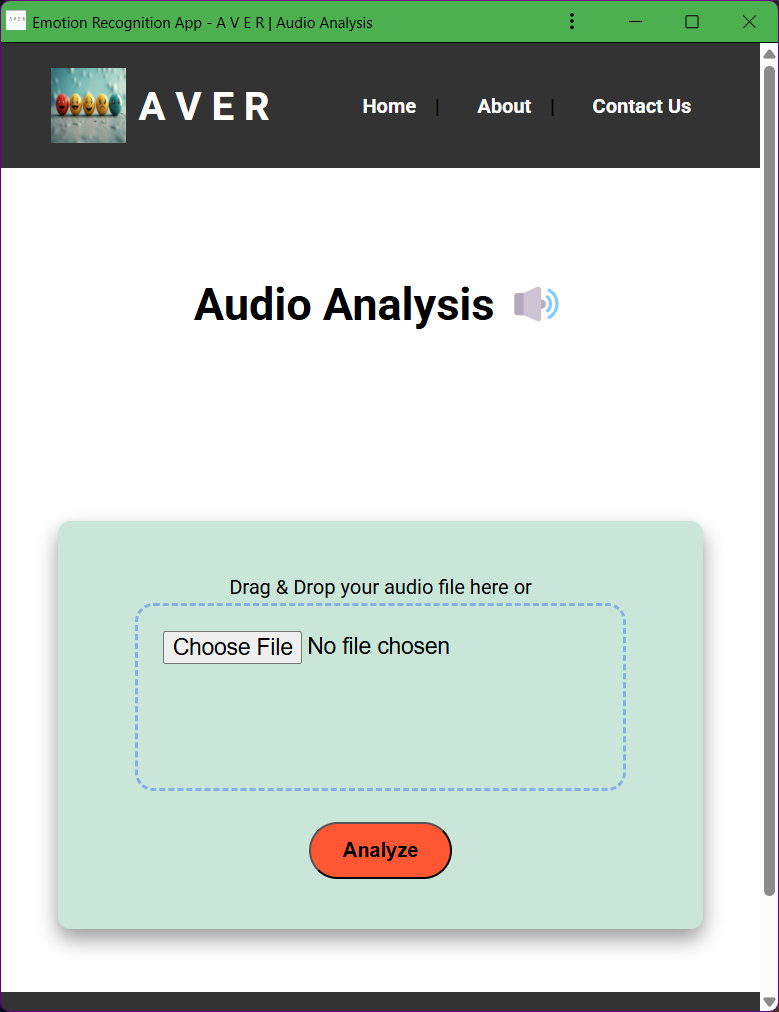 Emotion Recognition App - A V E R | Audio Analysis
A V E R
Home | About | Contact Us
Audio Analysis
Drag & Drop your audio file here or
Choose File No file chosen
Analyze